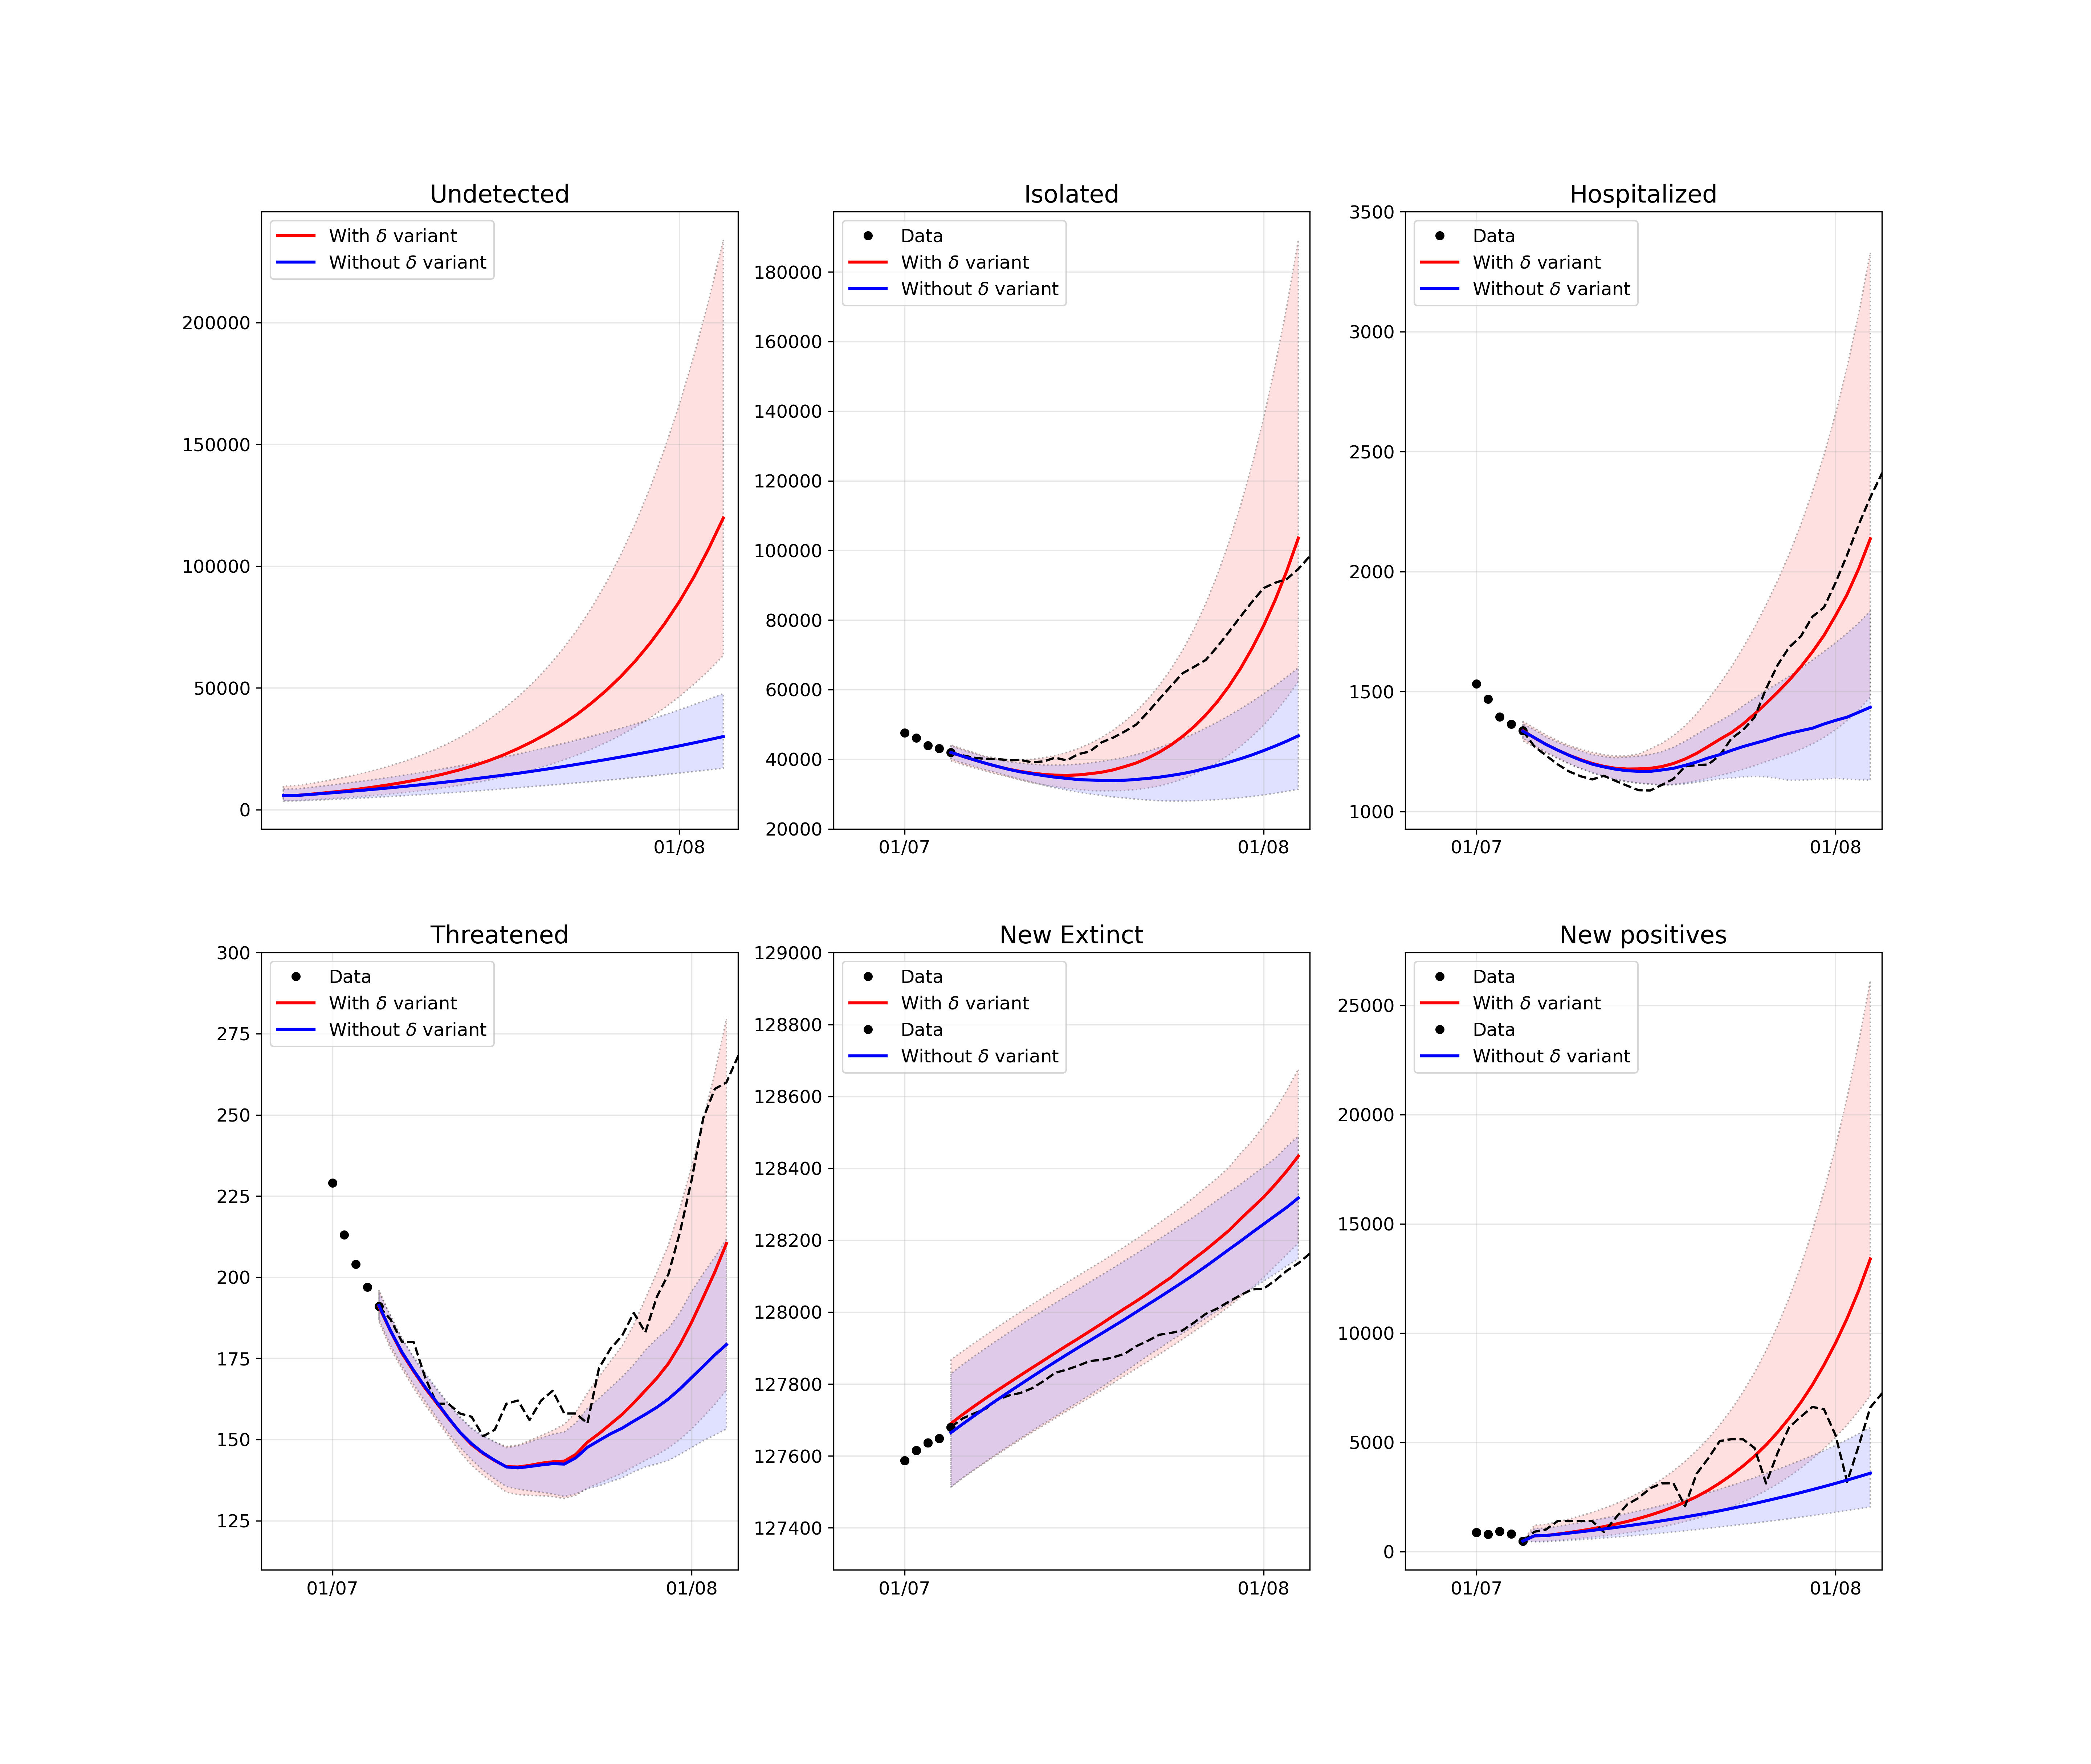 Undetected
With δ variant
Without δ variant
200000
150000
100000
50000
0
01/08
Isolated
Data
With δ variant
Without δ variant
180000
160000
140000
120000
100000
80000
60000
40000
20000
01/07
01/08
Hospitalized
Data
With δ variant
Without δ variant
3500
3000
2500
2000
1500
1000
01/07
01/08
Threatened
Data
With δ variant
Without δ variant
300
275
250
225
200
175
150
125
01/07
01/08
New Extinct
Data
With δ variant
Data
Without δ variant
129000
128800
128600
128400
128200
128000
127800
127600
127400
01/07
01/08
New positives
Data
With δ variant
Data
Without δ variant
25000
20000
15000
10000
5000
0
01/07
01/08